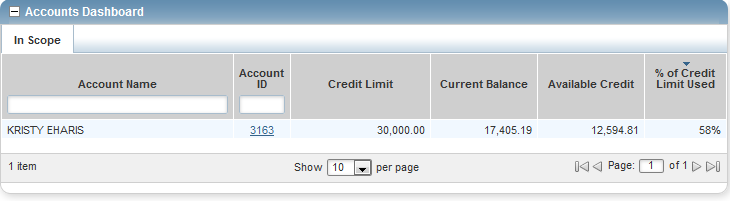 Accounts Dashboard
In Scope
Account Name Account ID Credit Limit Current Balance Available Credit % of Credit Limit Used
KRISTY EHARIS 3163 30,000.00 17,405.19 12,594.81 58%
1 item Show 10 per page Page: 1 of 1